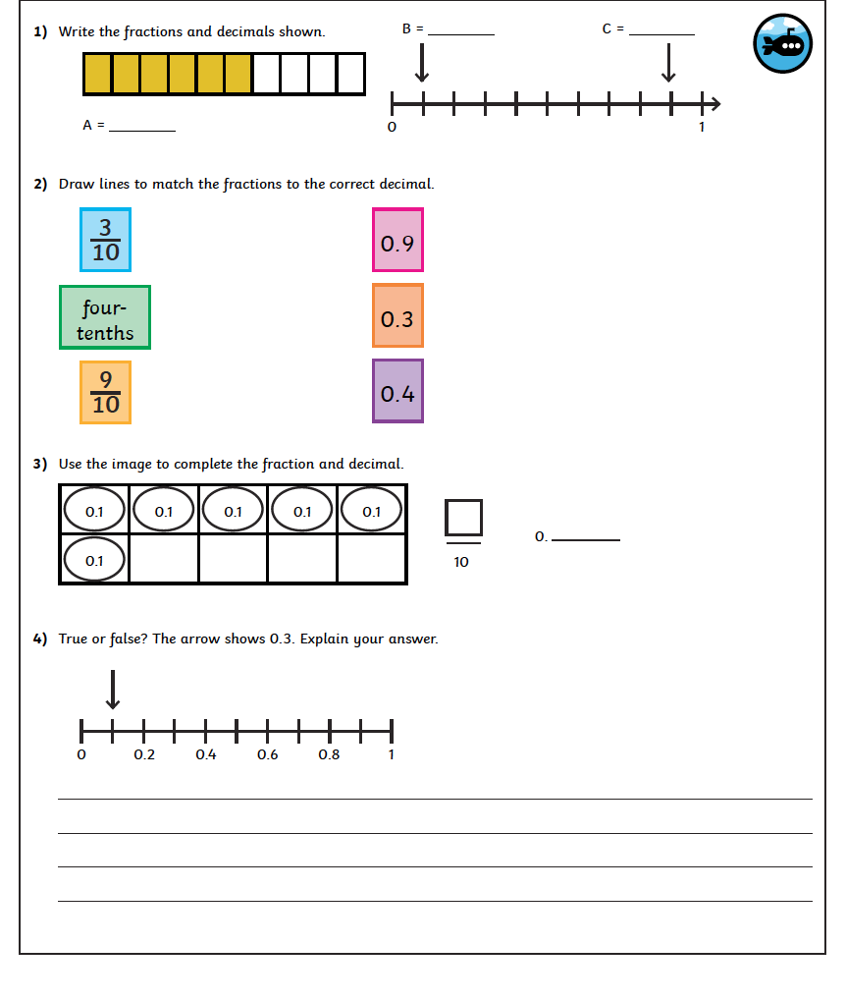 1) Write the fractions and decimals shown.
B = ________
C = ________
A = ________
0
1
2) Draw lines to match the fractions to the correct decimal.
3
10
0.9
four-
tenths
0.3
9
10
0.4
3) Use the image to complete the fraction and decimal.
0.1 0.1 0.1 0.1 0.1
0.1
10
0. ________
4) True or false? The arrow shows 0.3. Explain your answer.
0 0.2 0.4 0.6 0.8 1